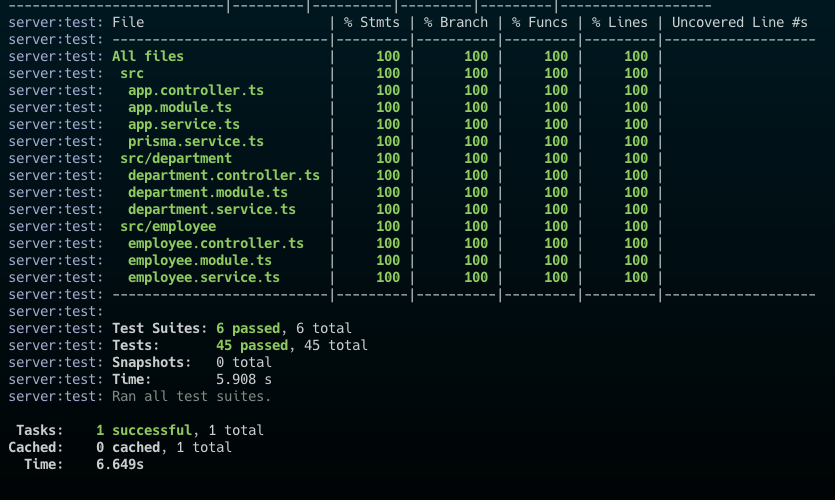 ---------------------------|---------|----------|---------|---------|-------------------
server:test: File                       | % Stmts | % Branch | % Funcs | % Lines | Uncovered Line #s
server:test: ---------------------------|---------|----------|---------|---------|-------------------
server:test: All files                  |     100 |      100 |     100 |     100 |
server:test:  src                       |     100 |      100 |     100 |     100 |
server:test:   app.controller.ts        |     100 |      100 |     100 |     100 |
server:test:   app.module.ts            |     100 |      100 |     100 |     100 |
server:test:   app.service.ts           |     100 |      100 |     100 |     100 |
server:test:   prisma.service.ts        |     100 |      100 |     100 |     100 |
server:test:  src/department            |     100 |      100 |     100 |     100 |
server:test:   department.controller.ts |     100 |      100 |     100 |     100 |
server:test:   department.module.ts     |     100 |      100 |     100 |     100 |
server:test:   department.service.ts    |     100 |      100 |     100 |     100 |
server:test:  src/employee              |     100 |      100 |     100 |     100 |
server:test:   employee.controller.ts   |     100 |      100 |     100 |     100 |
server:test:   employee.module.ts       |     100 |      100 |     100 |     100 |
server:test:   employee.service.ts      |     100 |      100 |     100 |     100 |
server:test: ---------------------------|---------|----------|---------|---------|-------------------
server:test:
server:test: Test Suites: 6 passed, 6 total
server:test: Tests:       45 passed, 45 total
server:test: Snapshots:   0 total
server:test: Time:        5.908 s
server:test: Ran all test suites.

 Tasks:    1 successful, 1 total
Cached:    0 cached, 1 total
  Time:    6.649s